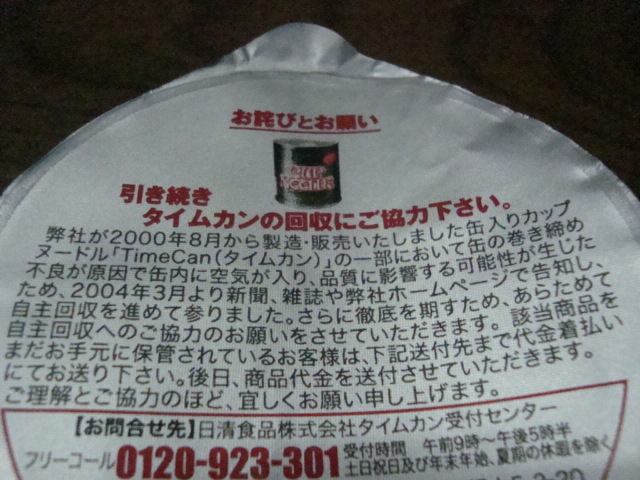 お詫びとお願い
CUP NOODLES
引き続き
タイムカンの回収にご協力下さい。
弊社が2000年8月から製造・販売いたしました缶入りカップ
ヌードル「TimeCan(タイムカン)」の一部において缶の巻き締め
不良が原因で缶内に空気が入り、品質に影響する可能性が生じた
ため、2004年3月より新聞、雑誌や弊社ホームページで告知し、
自主回収を進めて参りました。さらに徹底を期すため、あらためて
自主回収へのご協力のお願いをさせていただきます。該当商品を
まだお手元に保管されているお客様は、下記送付先まで代金着払い
にてお送り下さい。後日、商品代金を送付させていただきます。
ご理解とご協力のほど、宜しくお願い申し上げます。
【お問合せ先】日清食品株式会社タイムカン受付センター
フリーコール0120-923-301 受付時間 午前9時〜午後5時半
土日祝日及び年末年始、夏期の休暇を除く